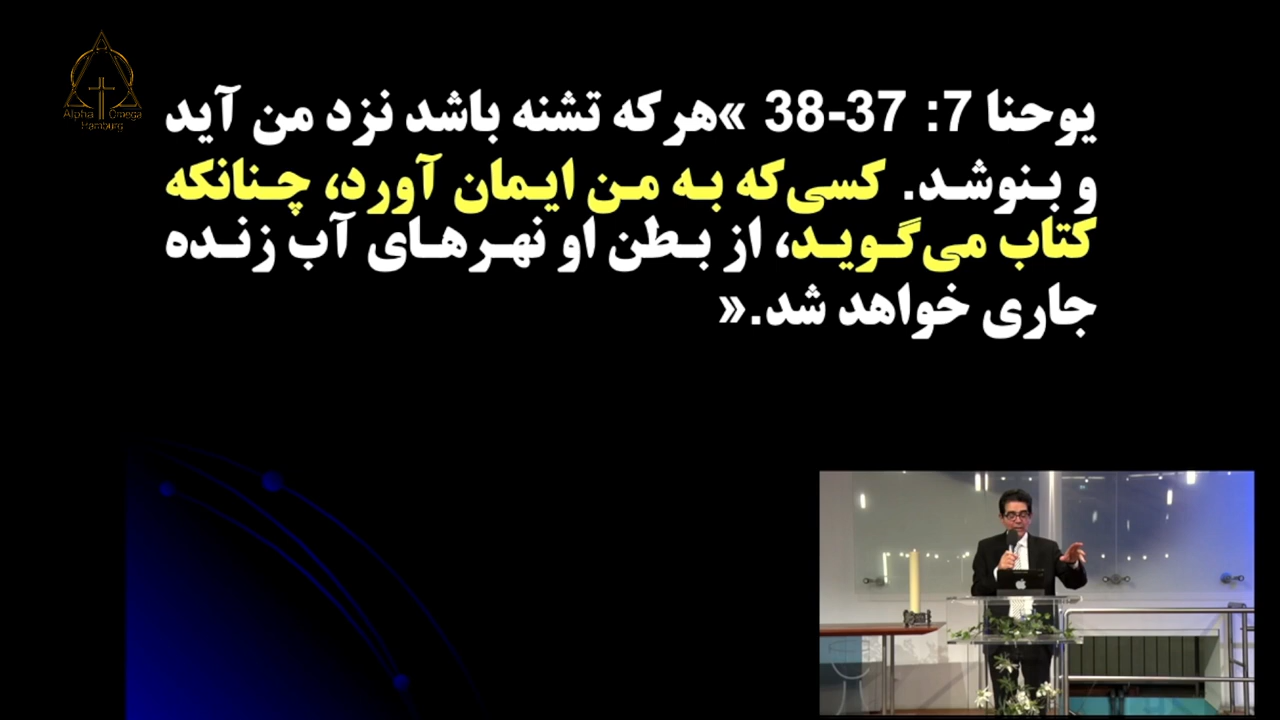 Alpha Omega
Hamburg
یوحنا 7: 37-38 »هرکه تشنه باشد نزد من آید
و بنوشد. کسی‌که به من ایمان آورد، چنانکه
کتاب می‌گوید، از بطن او نهرهای آب زنده
جاری خواهد شد.«